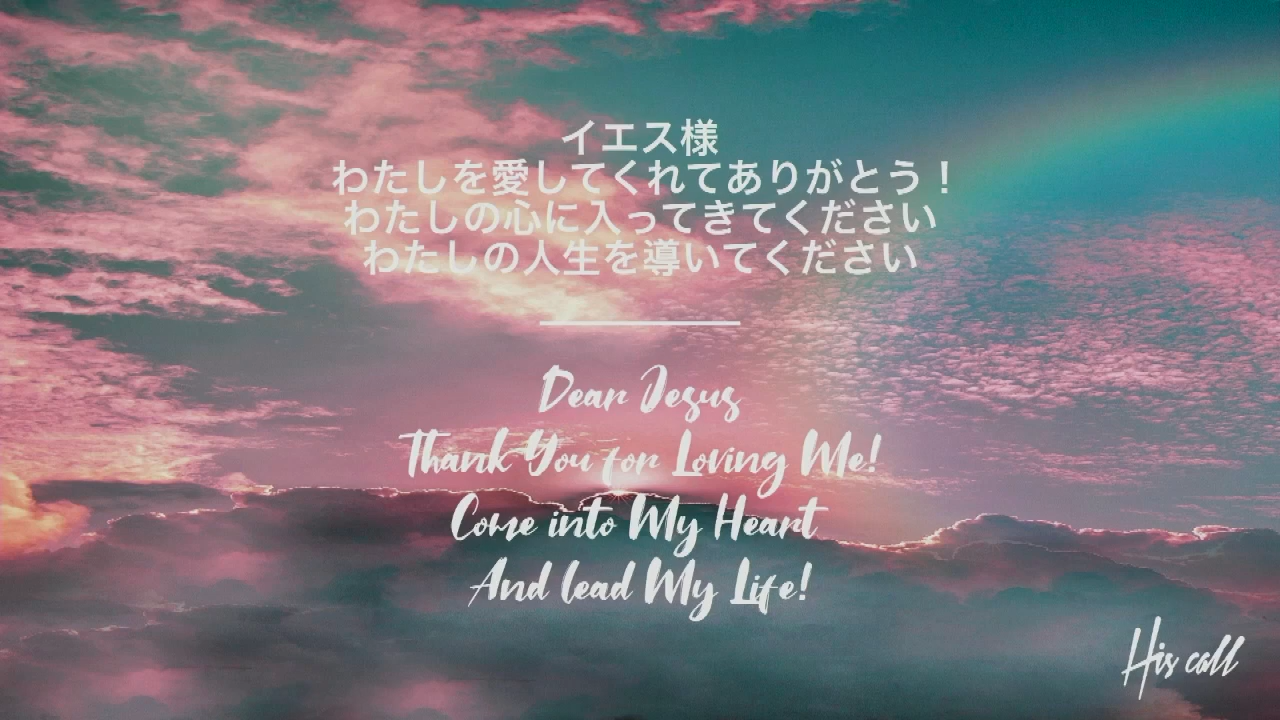 イエス様
わたしを愛してくれてありがとう！
わたしの心に入ってきてください
わたしの人生を導いてください
Dear Jesus
Thank You for Loving Me!
Come into My Heart
And lead My Life!
His call